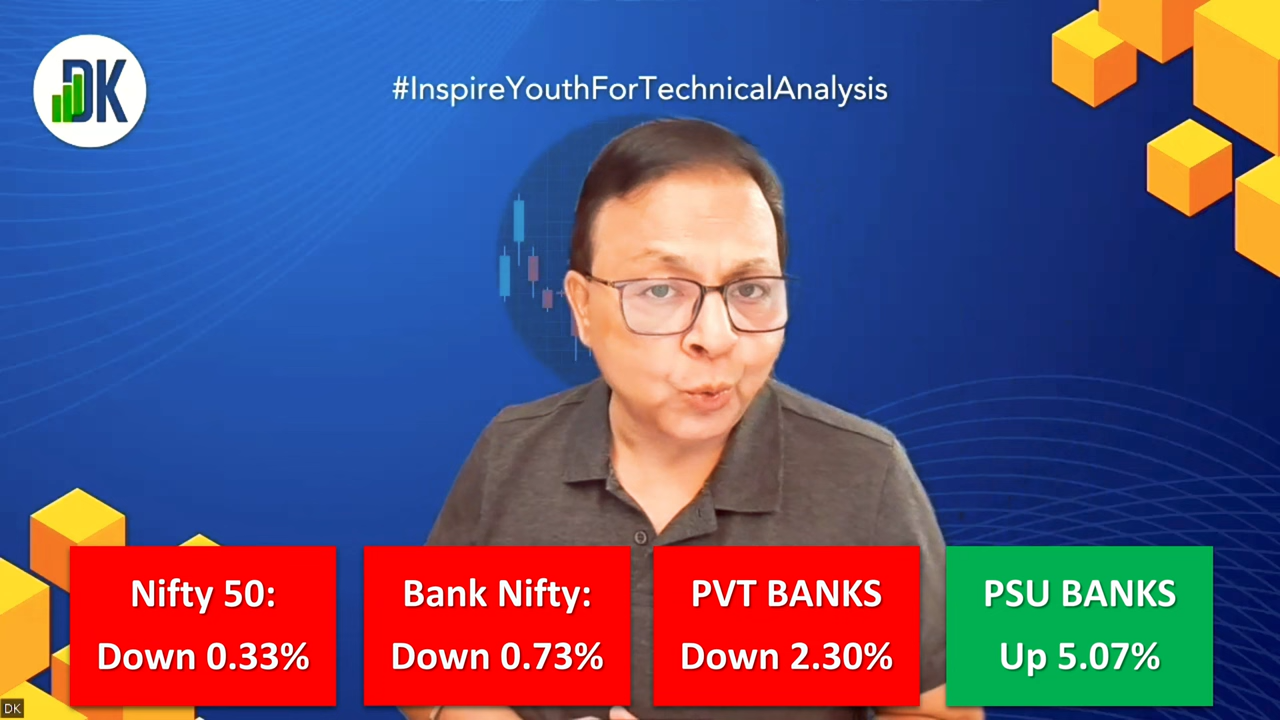 DK
#InspireYouthForTechnicalAnalysis
Nifty 50:
Down 0.33%
Bank Nifty:
Down 0.73%
PVT BANKS
Down 2.30%
PSU BANKS
Up 5.07%
DK